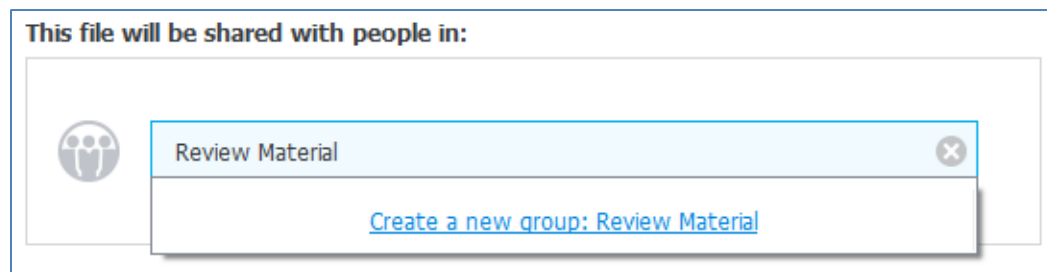 This file will be shared with people in:
Review Material
Create a new group: Review Material